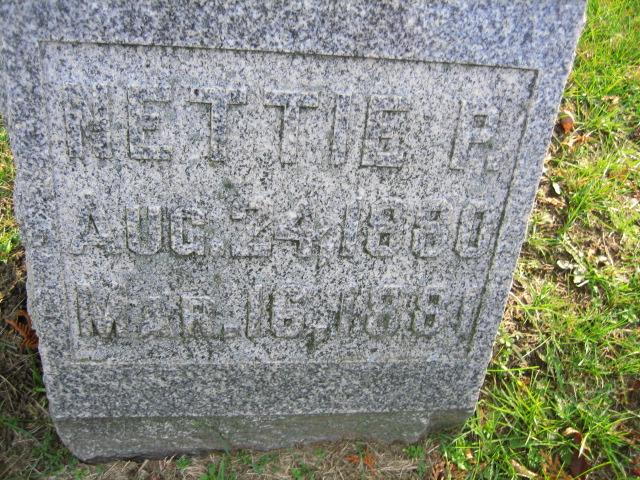 NETTIE P.
AUG. 24, 1880
MAR. 16, 1881